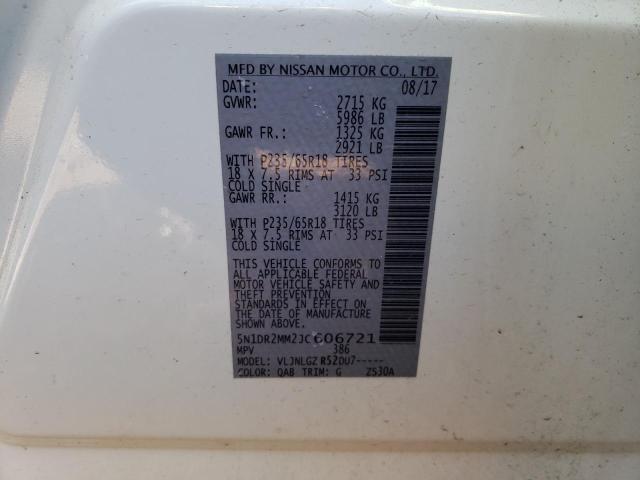 MFD BY NISSAN MOTOR CO., LTD.
DATE: 08/17
GVWR: 2715 KG
5986 LB
GAWR FR.: 1325 KG
2921 LB
WITH P235/65R18 TIRES
18 X 7.5 RIMS AT 33 PSI
COLD SINGLE
GAWR RR.: 1415 KG
3120 LB
WITH P235/65R18 TIRES
18 X 7.5 RIMS AT 33 PSI
COLD SINGLE
THIS VEHICLE CONFORMS TO
ALL APPLICABLE FEDERAL
MOTOR VEHICLE SAFETY AND
THEFT PREVENTION
STANDARDS IN EFFECT ON
THE DATE OF MANUFACTURE
SHOWN ABOVE.
5N1DR2MM2JC606721
MPV 386
MODEL: VLJNLGZ R52DU7-----
COLOR: QAB TRIM: G Z530A